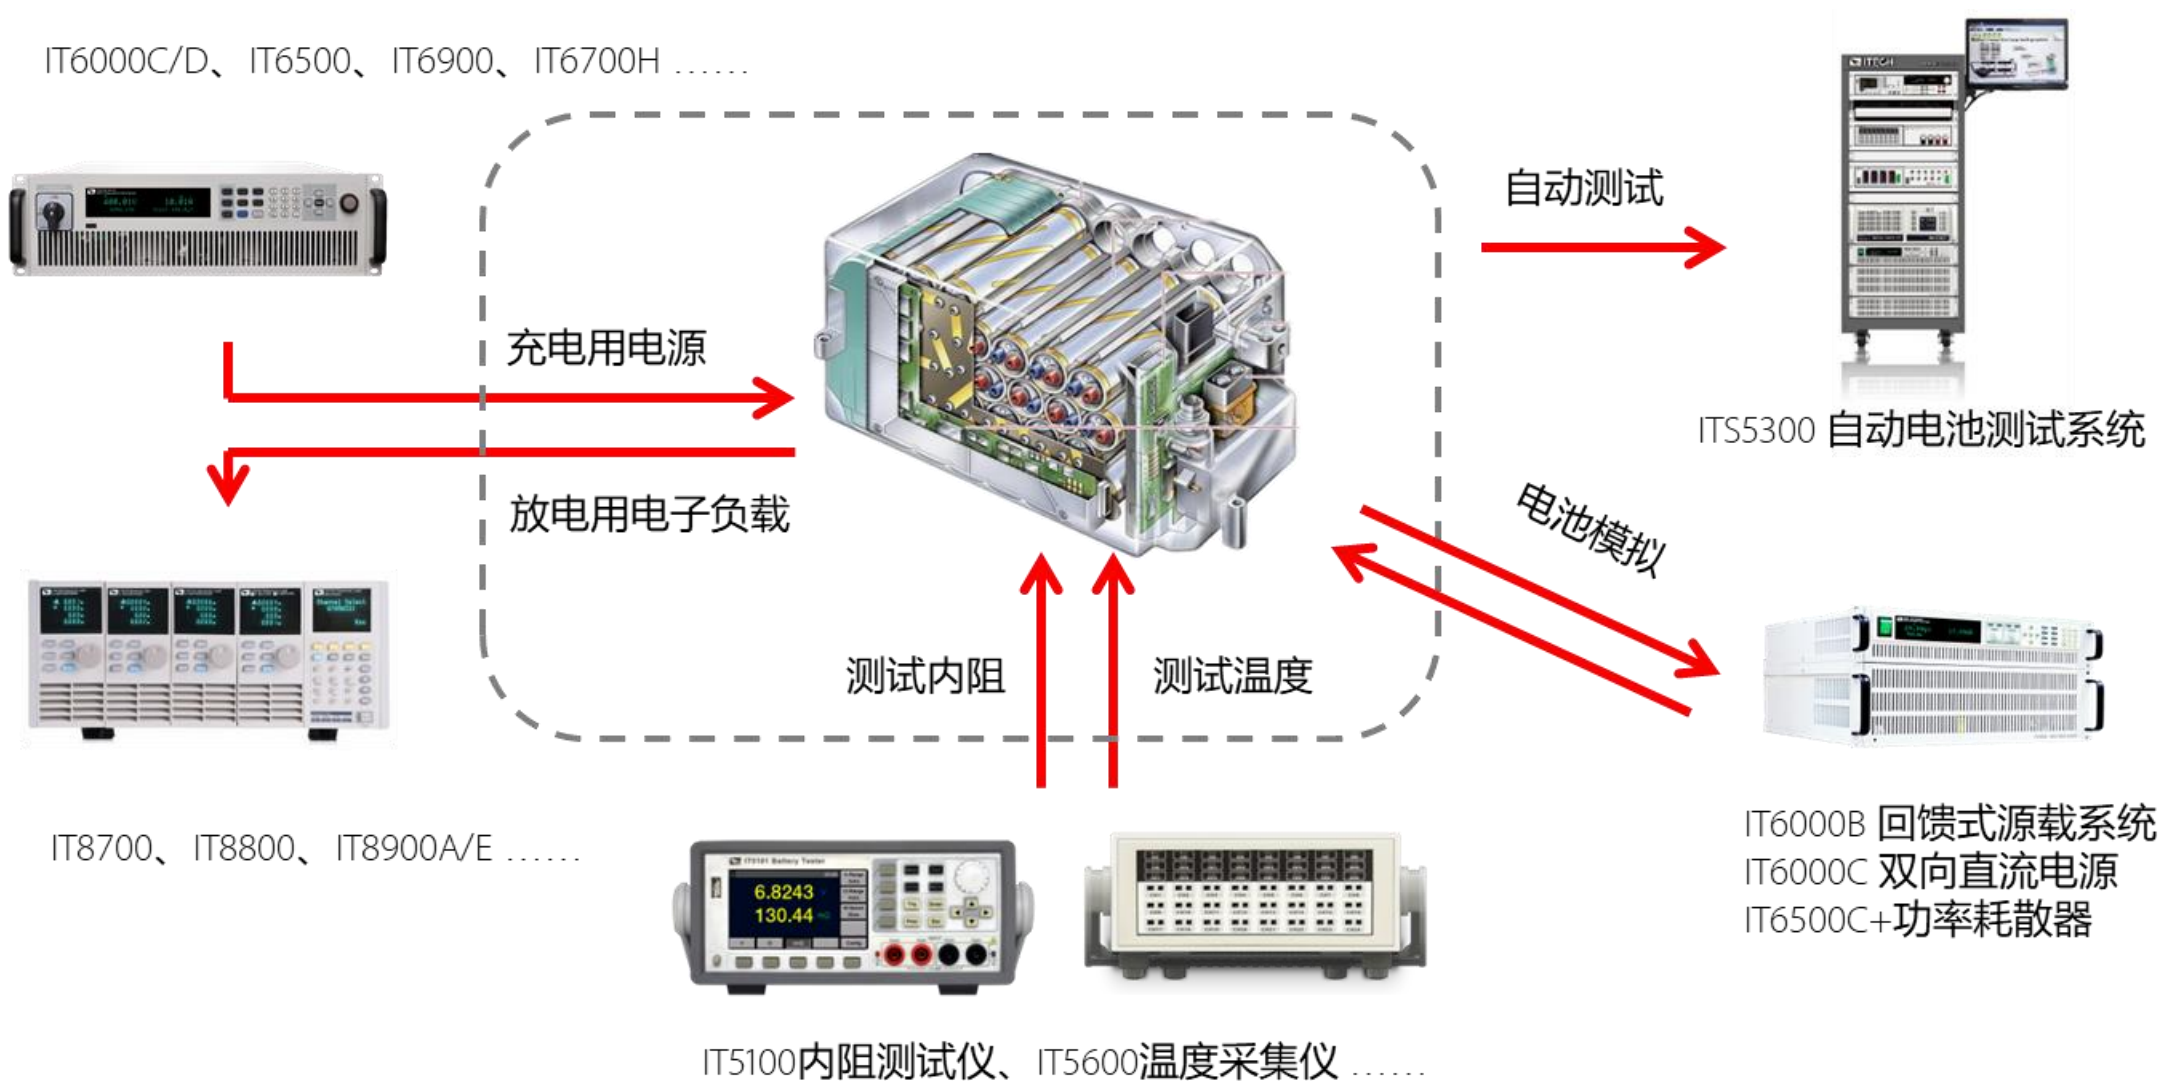 IT6000C/D、IT6500、IT6900、IT6700H ......
自动测试
ITECH
充电用电源
ITS5300 自动电池测试系统
放电用电子负载
电池模拟
测试内阻
测试温度
IT6000B 回馈式源载系统
IT6000C 双向直流电源
IT6500C+功率耗散器
IT8700、IT8800、IT8900A/E ......
IT5101 Battery Tester
6.8243
130.44
IT5100内阻测试仪、IT5600温度采集仪 ......